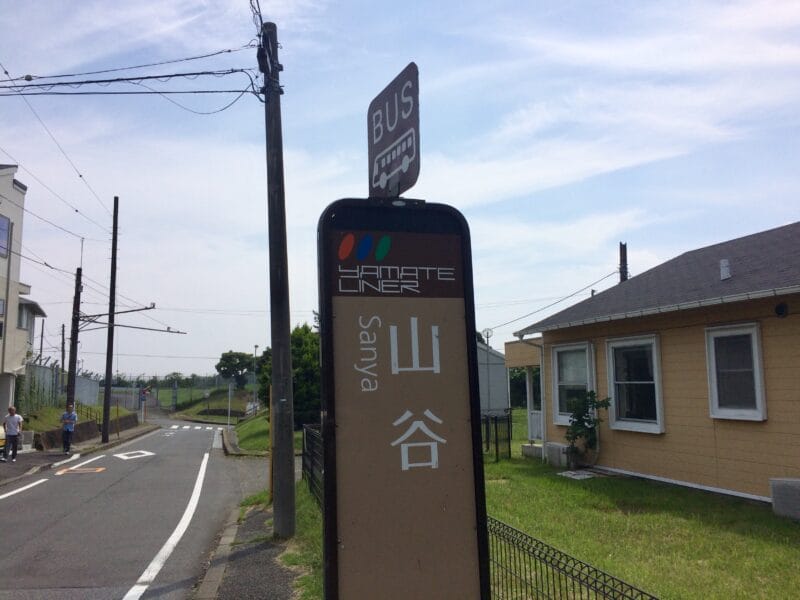 BUS
YAMATE
LINER
山谷
Sanya